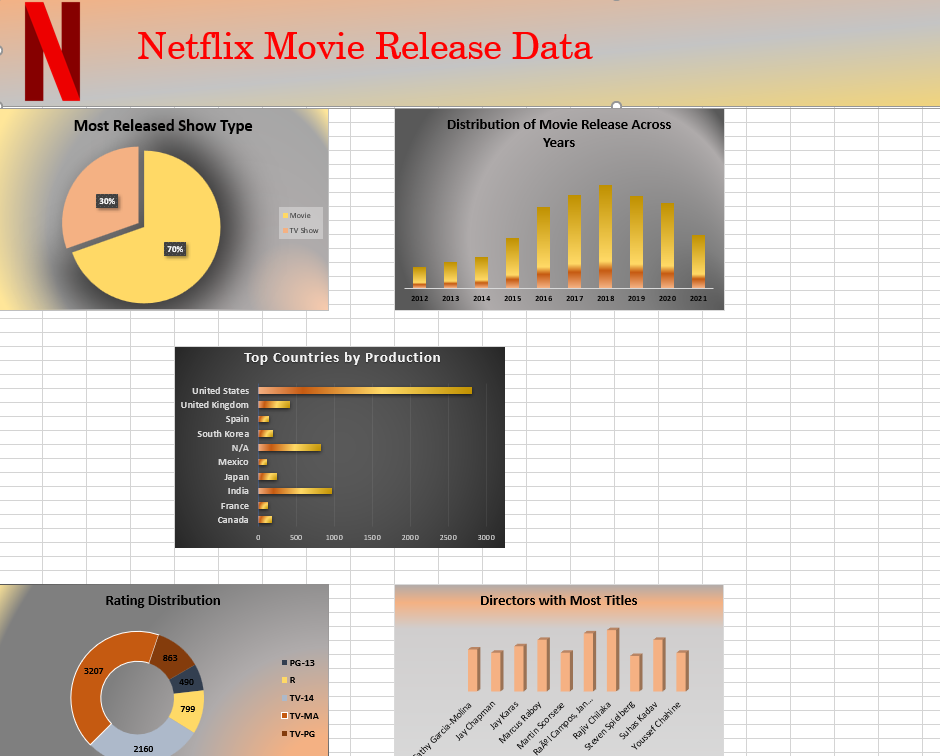 N
Netflix Movie Release Data
Most Released Show Type
30%
70%
Movie
TV Show
Distribution of Movie Release Across
Years
2012 2013 2014 2015 2016 2017 2018 2019 2020 2021
Top Countries by Production
United States
United Kingdom
Spain
South Korea
N/A
Mexico
Japan
India
France
Canada
0 500 1000 1500 2000 2500 3000
Rating Distribution
863
3207
490
799
2160
PG-13
R
TV-14
TV-MA
TV-PG
Directors with Most Titles
Cathy Garcia-Molina
Jay Chapman
Jay Karas
Marcus Raboy
Martin Scorsese
Campos, Jan...
Rajiv Chilaka
Steven Spielberg
Suhas Kadav
Youssef Chahine